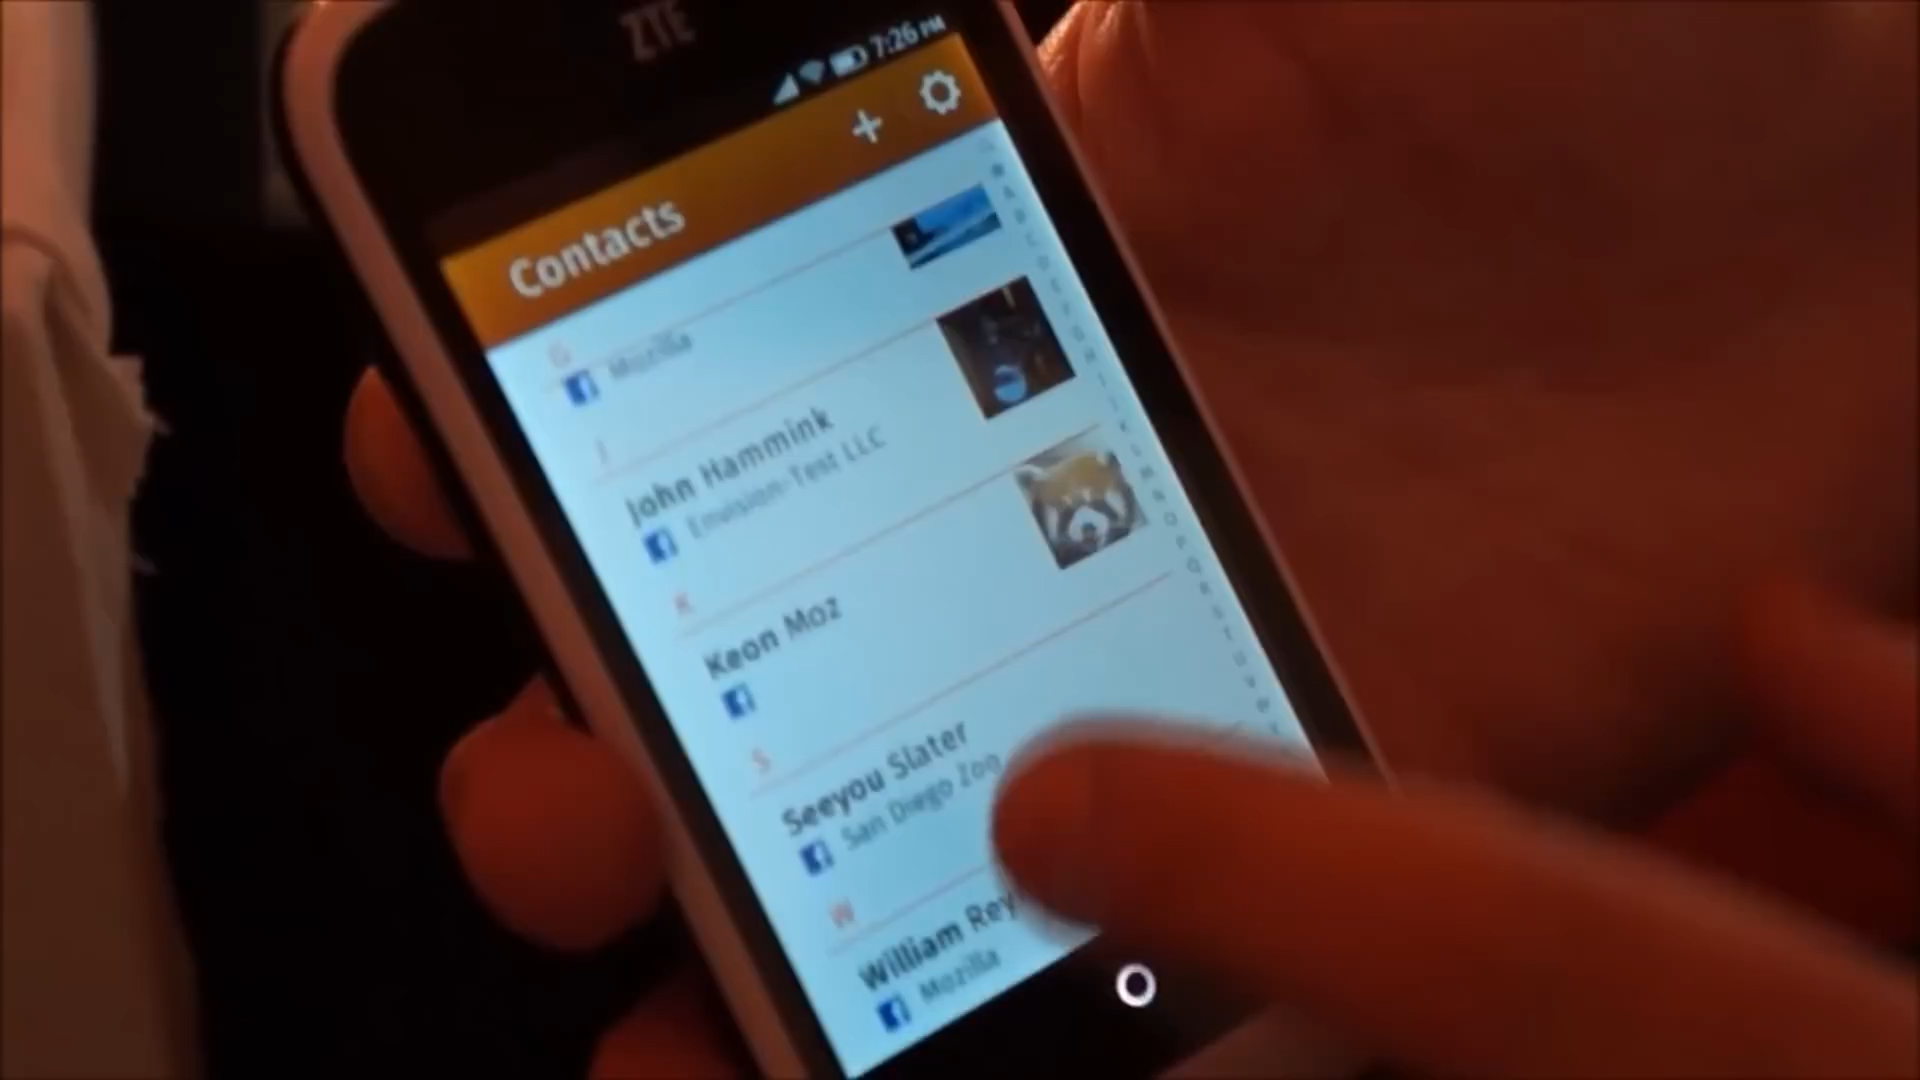 ZTE
7:26 PM
+
Contacts
G
Mozilla
J
John Hammink
Envision-Test LLC
K
Keon Moz
S
Seeyou Slater
San Diego Zoo
W
William Rey
Mozilla